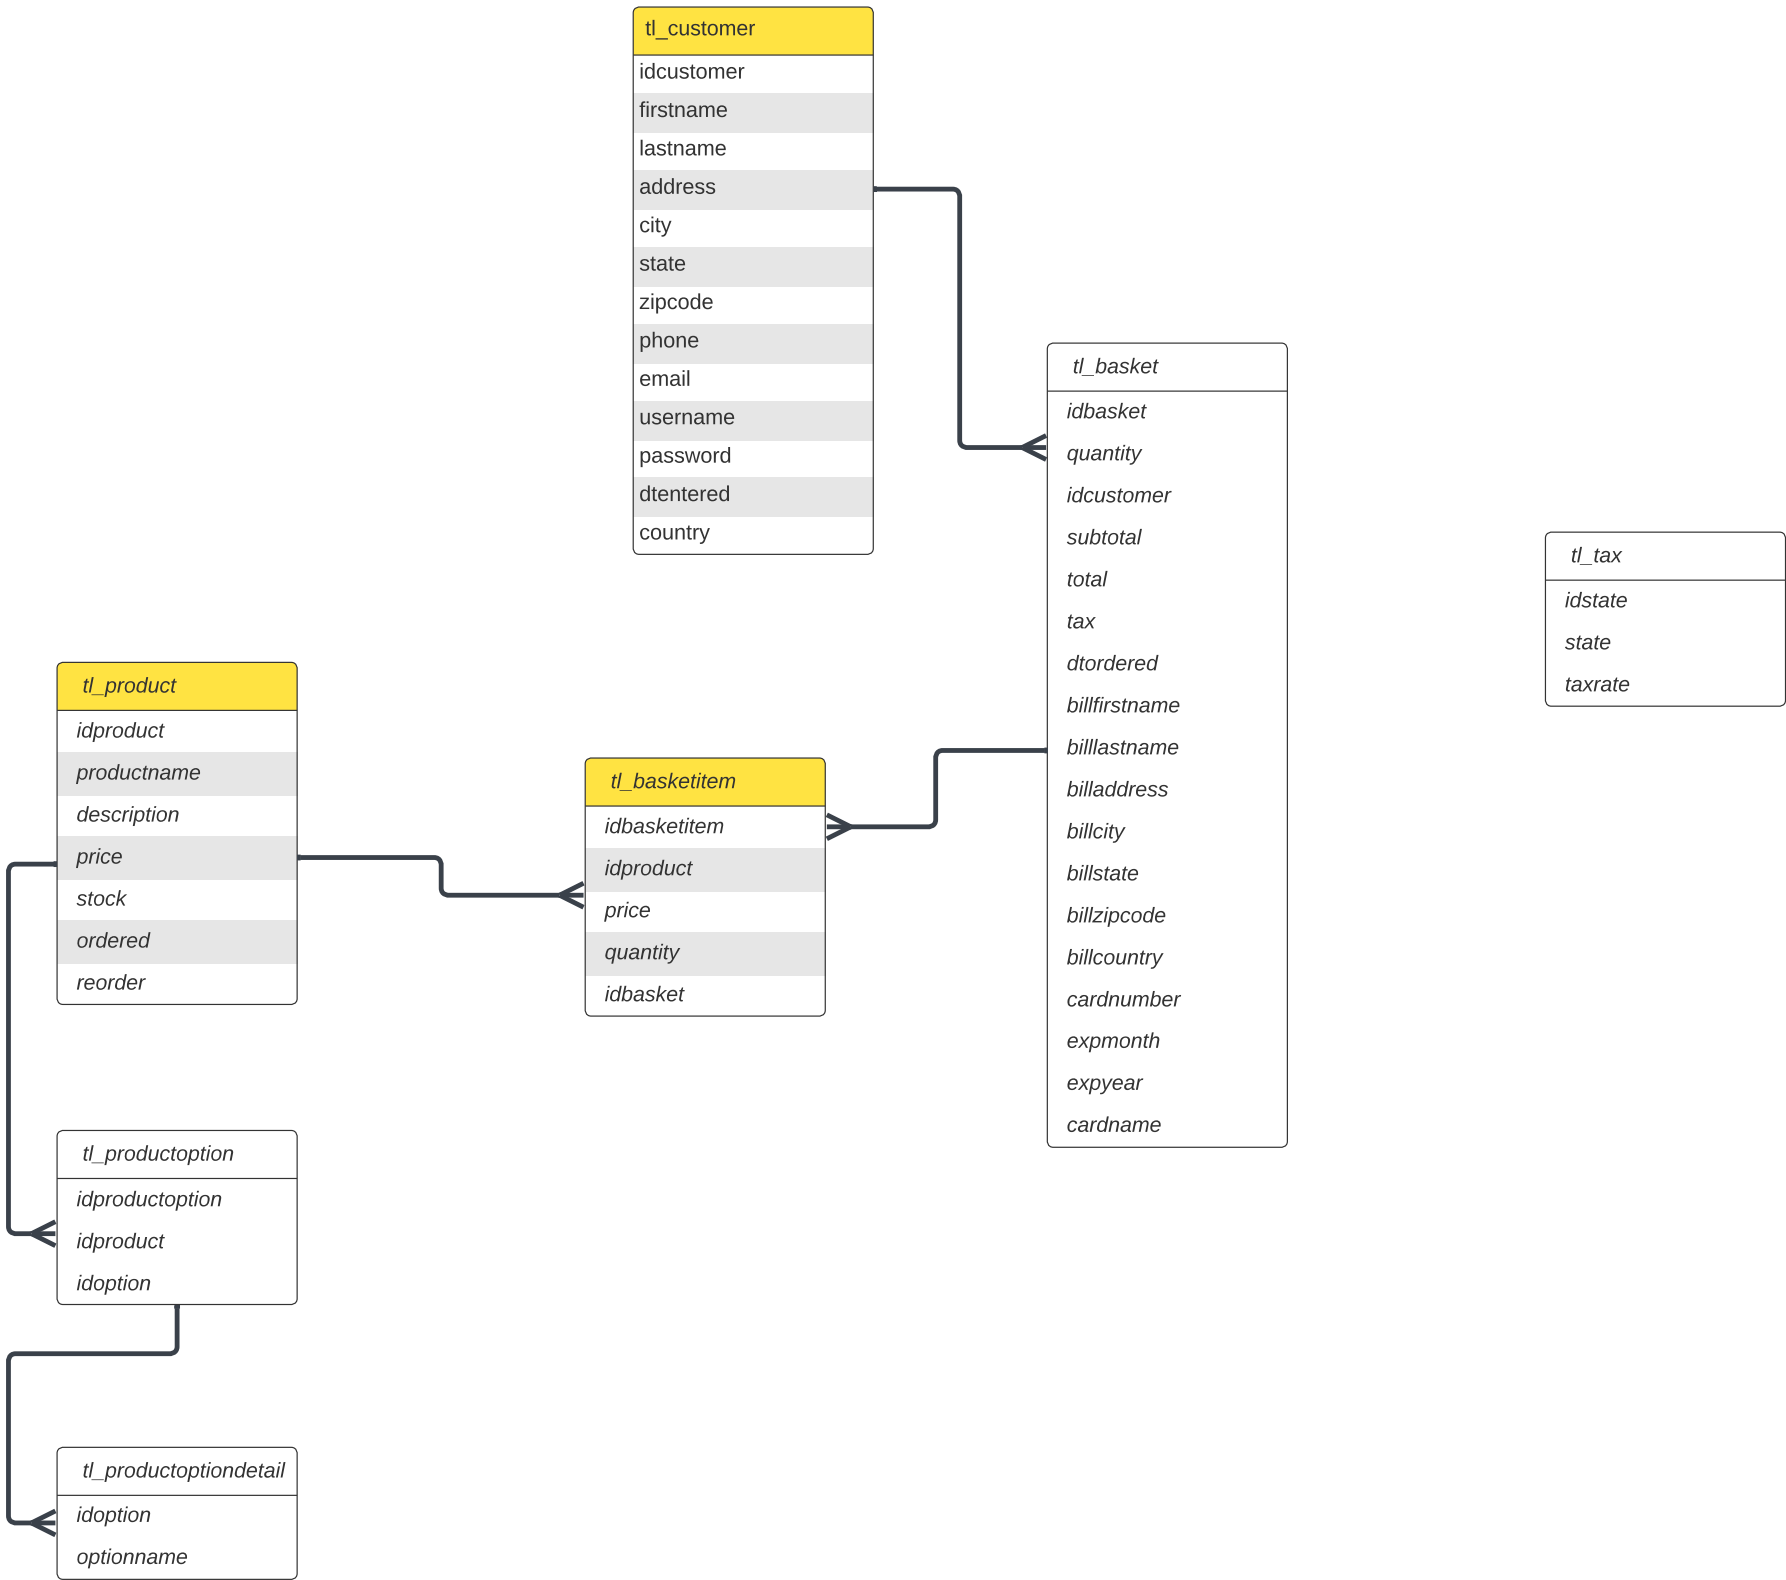 tl_customer
idcustomer
firstname
lastname
address
city
state
zipcode
phone
email
username
password
dtentered
country
tl_basket
idbasket
quantity
idcustomer
subtotal
total
tax
dtordered
billfirstname
billlastname
billaddress
billcity
billstate
billzipcode
billcountry
cardnumber
expmonth
expyear
cardname
tl_tax
idstate
state
taxrate
tl_product
idproduct
productname
description
price
stock
ordered
reorder
tl_basketitem
idbasketitem
idproduct
price
quantity
idbasket
tl_productoption
idproductoption
idproduct
idoption
tl_productoptiondetail
idoption
optionname